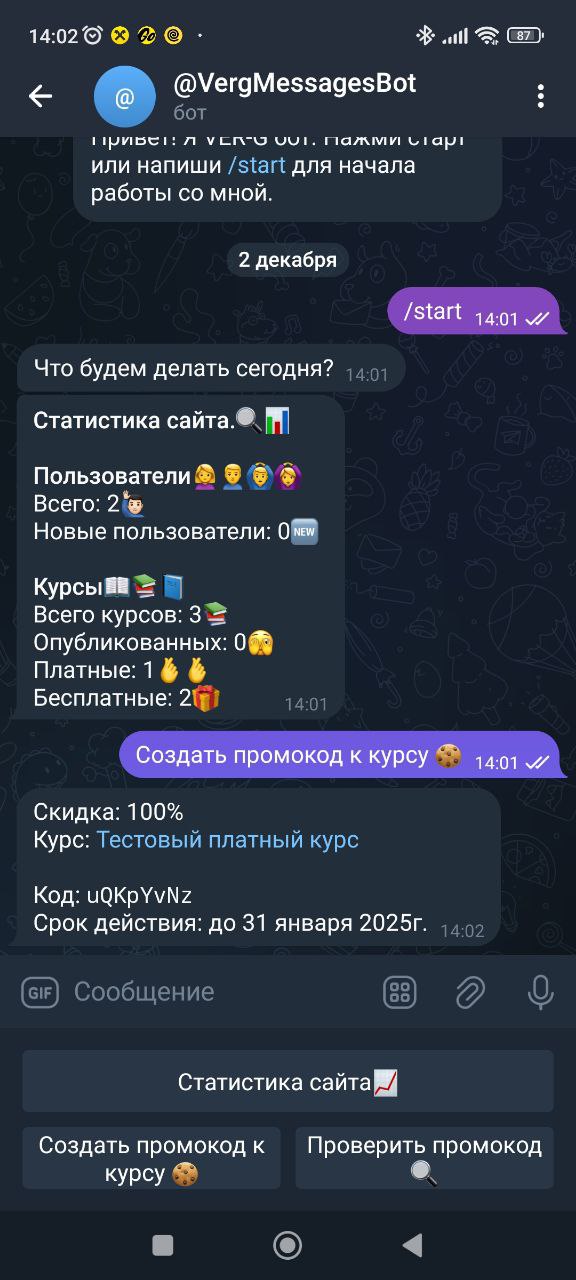 14:02
87
@
@VergMessagesBot
бот
Привет! Я VER-G бот. Нажми старт
или напиши /start для начала
работы со мной.
2 декабря
/start 14:01
Что будем делать сегодня? 14:01
Статистика сайта.🔍📊
Пользователи🙍‍♀️🙎‍♂️🙆‍♂️🙆‍♀️
Всего: 2🙋🏻‍♂️
Новые пользователи: 0🆕
Курсы📖📚📘
Всего курсов: 3📚
Опубликованных: 0🫣
Платные: 1🫰🫰
Бесплатные: 2🎁 14:01
Создать промокод к курсу 🍪 14:01
Скидка: 100%
Курс: Тестовый платный курс
Код: uQKpYvNz
Срок действия: до 31 января 2025г. 14:02
GIF Сообщение
Статистика сайта📈
Создать промокод к
курсу 🍪
Проверить промокод
🔍